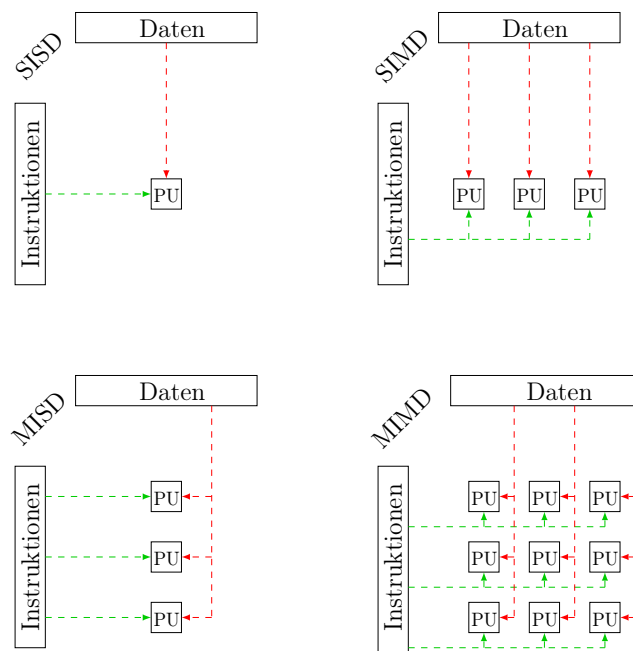 SISD
Daten
Instruktionen
PU
SIMD
Daten
Instruktionen
PU PU PU
MISD
Daten
Instruktionen
PU
PU
PU
MIMD
Daten
Instruktionen
PU PU PU
PU PU PU
PU PU PU